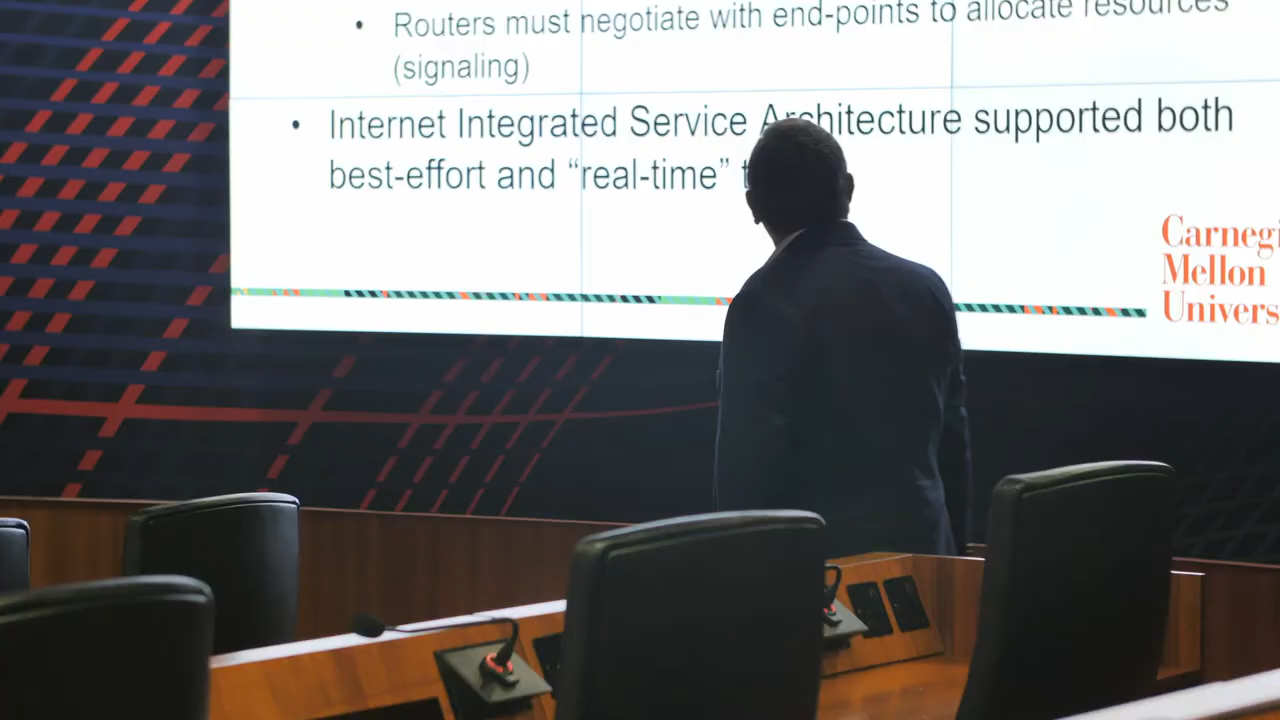 • Routers must negotiate with end-points to allocate resources
(signaling)
• Internet Integrated Service Architecture supported both
best-effort and “real-time”
Carnegi
Mellon
Univers